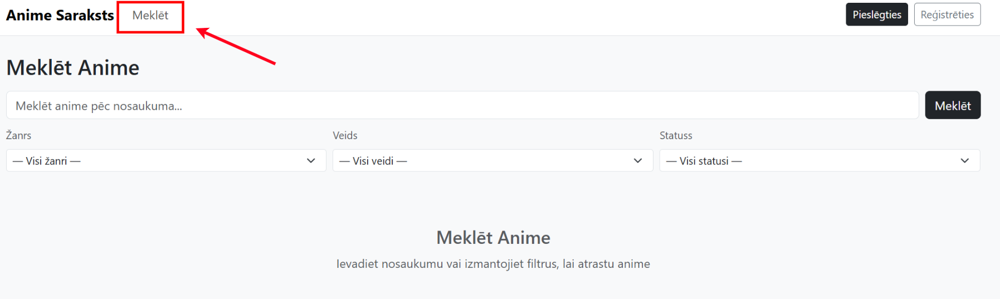 Anime Saraksts Meklēt Pieslēgties Reģistrēties
Meklēt Anime
Meklēt anime pēc nosaukuma... Meklēt
Žanrs Veids Statuss
— Visi žanri — — Visi veidi — — Visi statusi —
Meklēt Anime
Ievadiet nosaukumu vai izmantojiet filtrus, lai atrastu anime